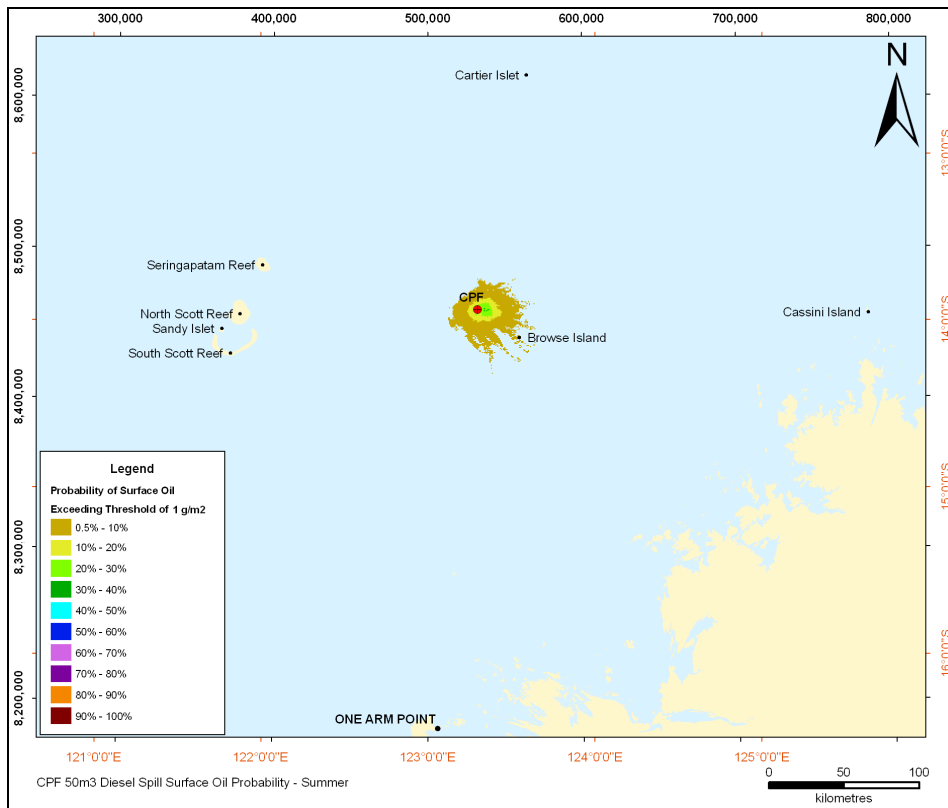 300,000
400,000
500,000
600,000
700,000
800,000
N
Cartier Islet
8,600,000
13°0'0"S
8,500,000
Seringapatam Reef
CPF
North Scott Reef
Sandy Islet
South Scott Reef
Browse Island
Cassini Island
14°0'0"S
8,400,000
Legend
Probability of Surface Oil
Exceeding Threshold of 1 g/m2
0.5% - 10%
10% - 20%
20% - 30%
30% - 40%
40% - 50%
50% - 60%
60% - 70%
70% - 80%
80% - 90%
90% - 100%
15°0'0"S
8,300,000
16°0'0"S
8,200,000
ONE ARM POINT
121°0'0"E
122°0'0"E
123°0'0"E
124°0'0"E
125°0'0"E
CPF 50m3 Diesel Spill Surface Oil Probability - Summer
0 50 100
kilometres